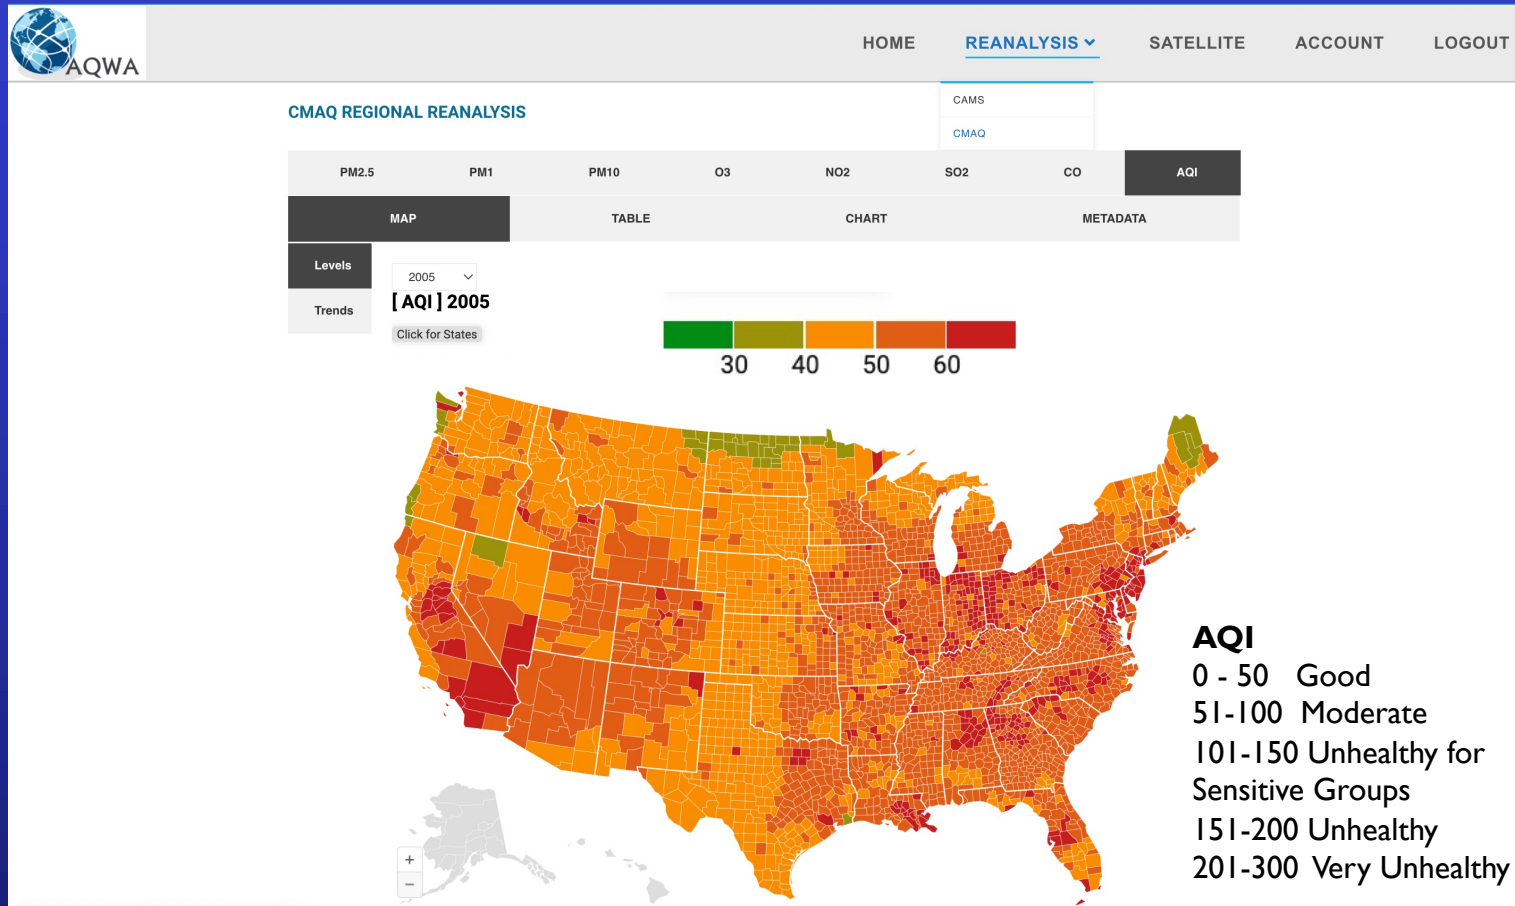 AQWA
HOME REANALYSIS SATELLITE ACCOUNT LOGOUT
CAMS
CMAQ
CMAQ REGIONAL REANALYSIS
PM2.5 PM1 PM10 O3 NO2 SO2 CO AQI
MAP TABLE CHART METADATA
Levels
Trends
2005
[ AQI ] 2005
Click for States
30 40 50 60
+
−
AQI
0 - 50 Good
51-100 Moderate
101-150 Unhealthy for
Sensitive Groups
151-200 Unhealthy
201-300 Very Unhealthy